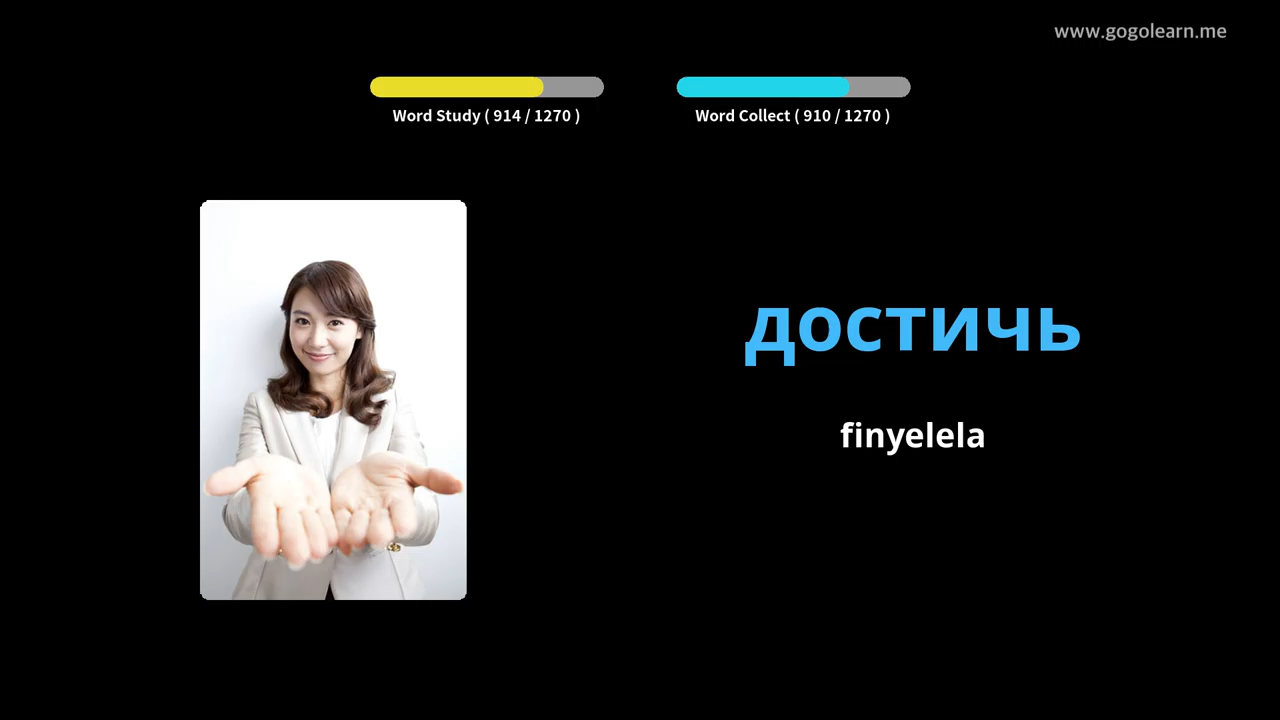 www.gogolearn.me
Word Study ( 914 / 1270 )
Word Collect ( 910 / 1270 )
достичь
finyelela